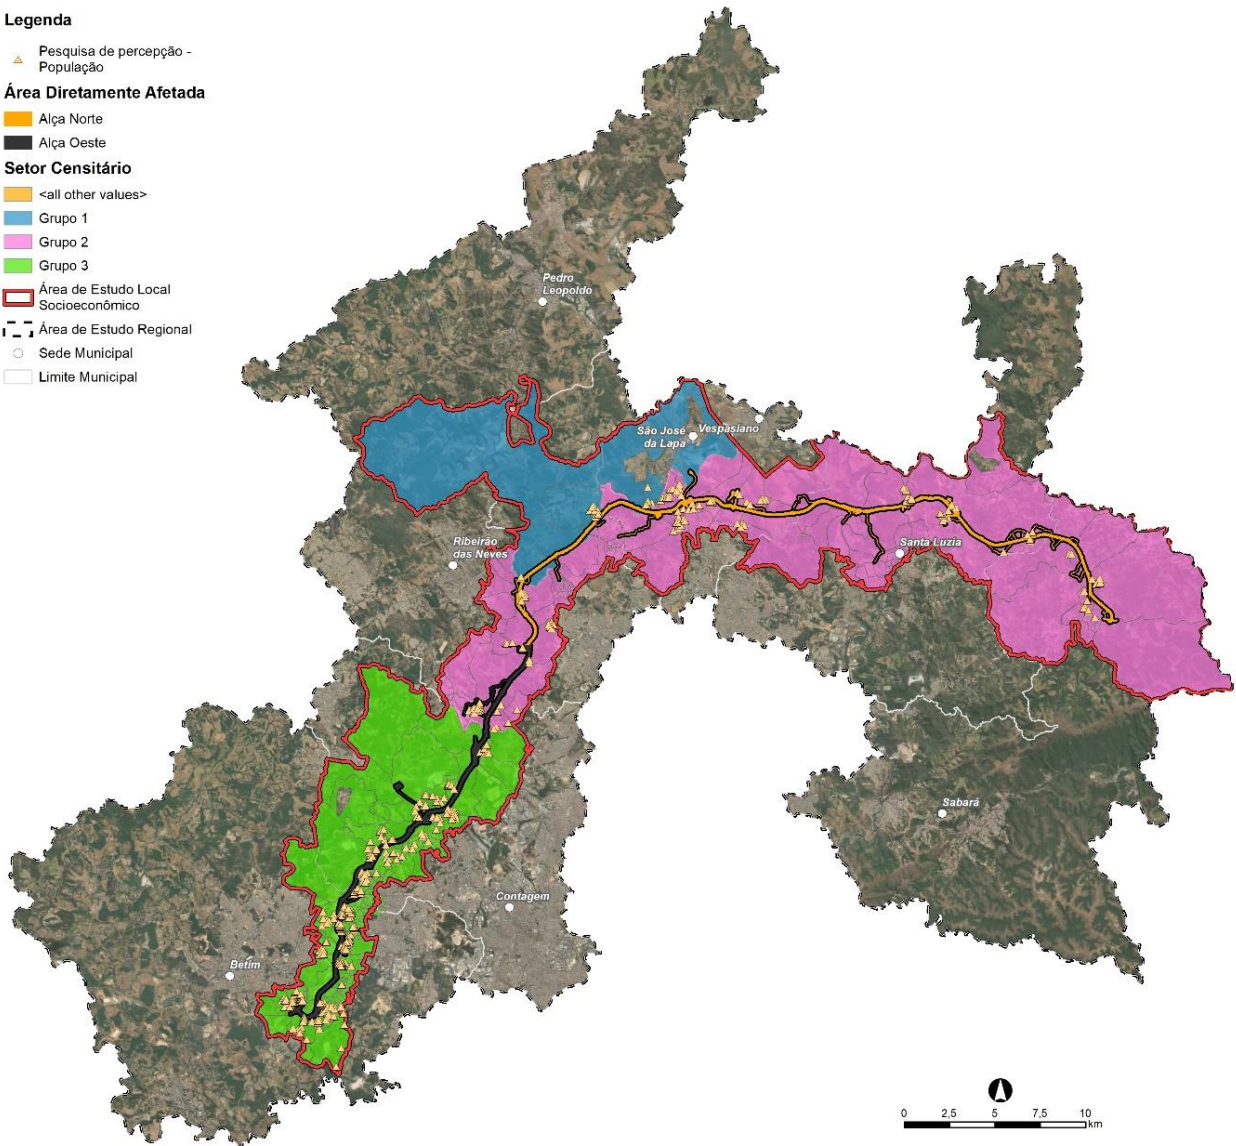 Legenda
Pesquisa de percepção -
População
Área Diretamente Afetada
Alça Norte
Alça Oeste
Setor Censitário
<all other values>
Grupo 1
Grupo 2
Grupo 3
Área de Estudo Local
Socioeconômico
Área de Estudo Regional
Sede Municipal
Limite Municipal
Pedro
Leopoldo
São José
da Lapa
Vespasiano
Ribeirão
das Neves
Santa Luzia
Sabará
Contagem
Betim
0 2,5 5 7,5 10
km